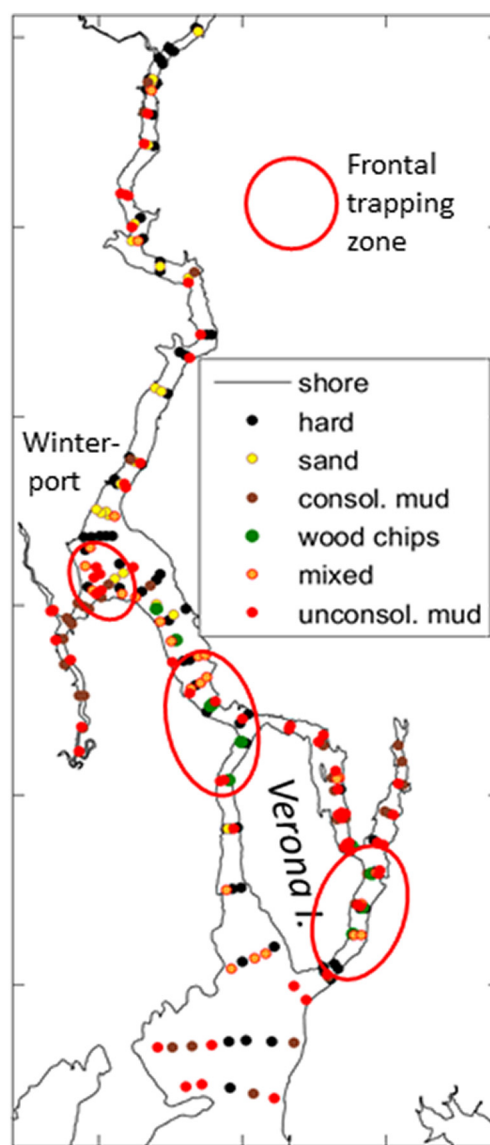 Frontal
trapping
zone
shore
hard
sand
consol. mud
wood chips
mixed
unconsol. mud
Winter-
port
Verona I.